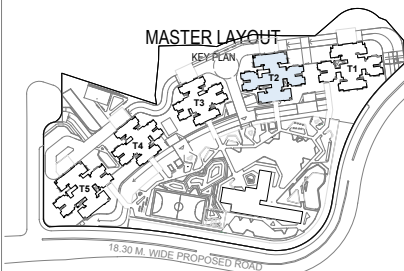 MASTER LAYOUT
KEY PLAN
T1
T2
T3
T4
T5
18.30 M. WIDE PROPOSED ROAD